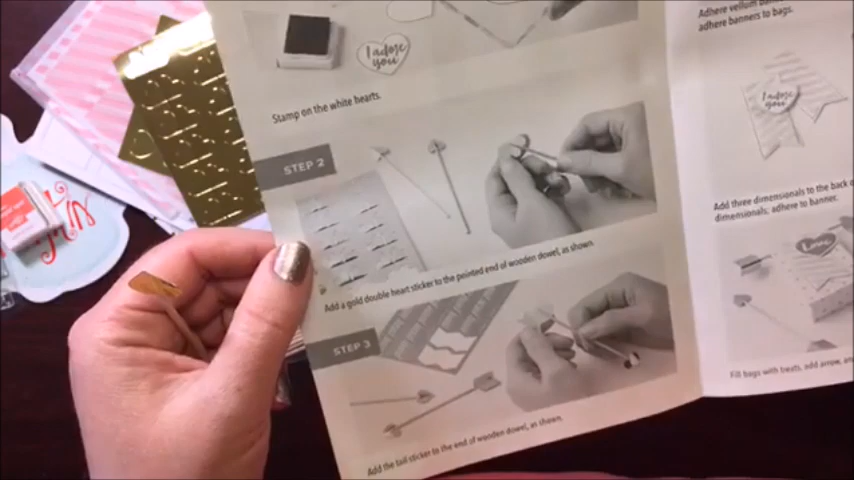 I adore
you
Stamp on the white hearts.
STEP 2
Add a gold double heart sticker to the pointed end of wooden dowel, as shown.
STEP 3
Add the tail sticker to the end of wooden dowel, as shown.
Adhere vellum
adhere banners to bags.
I adore
you
Add three dimensionals to the back
dimensionals; adhere to banner.
Love
Fill bags with treats, add arrow,